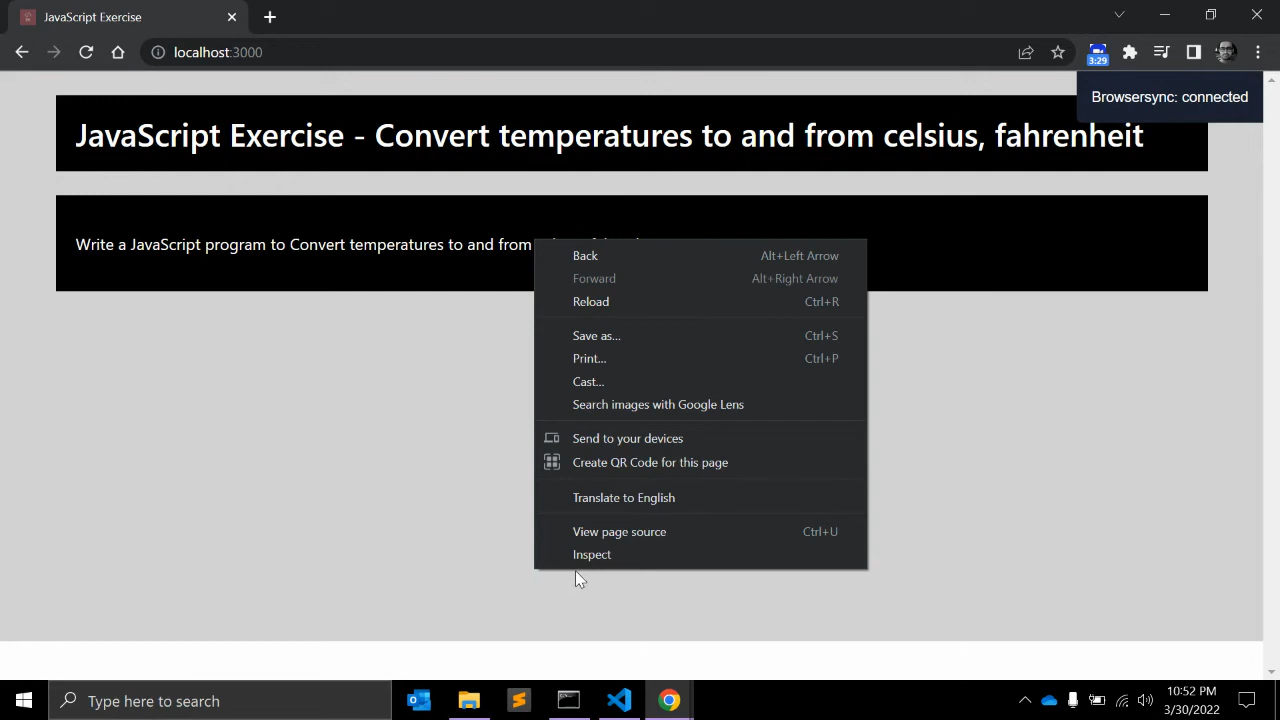 JavaScript Exercise
localhost:3000
3:29
Browsersync: connected
JavaScript Exercise - Convert temperatures to and from celsius, fahrenheit
Write a JavaScript program to Convert temperatures to and from
Back Alt+Left Arrow
Forward Alt+Right Arrow
Reload Ctrl+R
Save as... Ctrl+S
Print... Ctrl+P
Cast...
Search images with Google Lens
Send to your devices
Create QR Code for this page
Translate to English
View page source Ctrl+U
Inspect
Type here to search
10:52 PM
3/30/2022